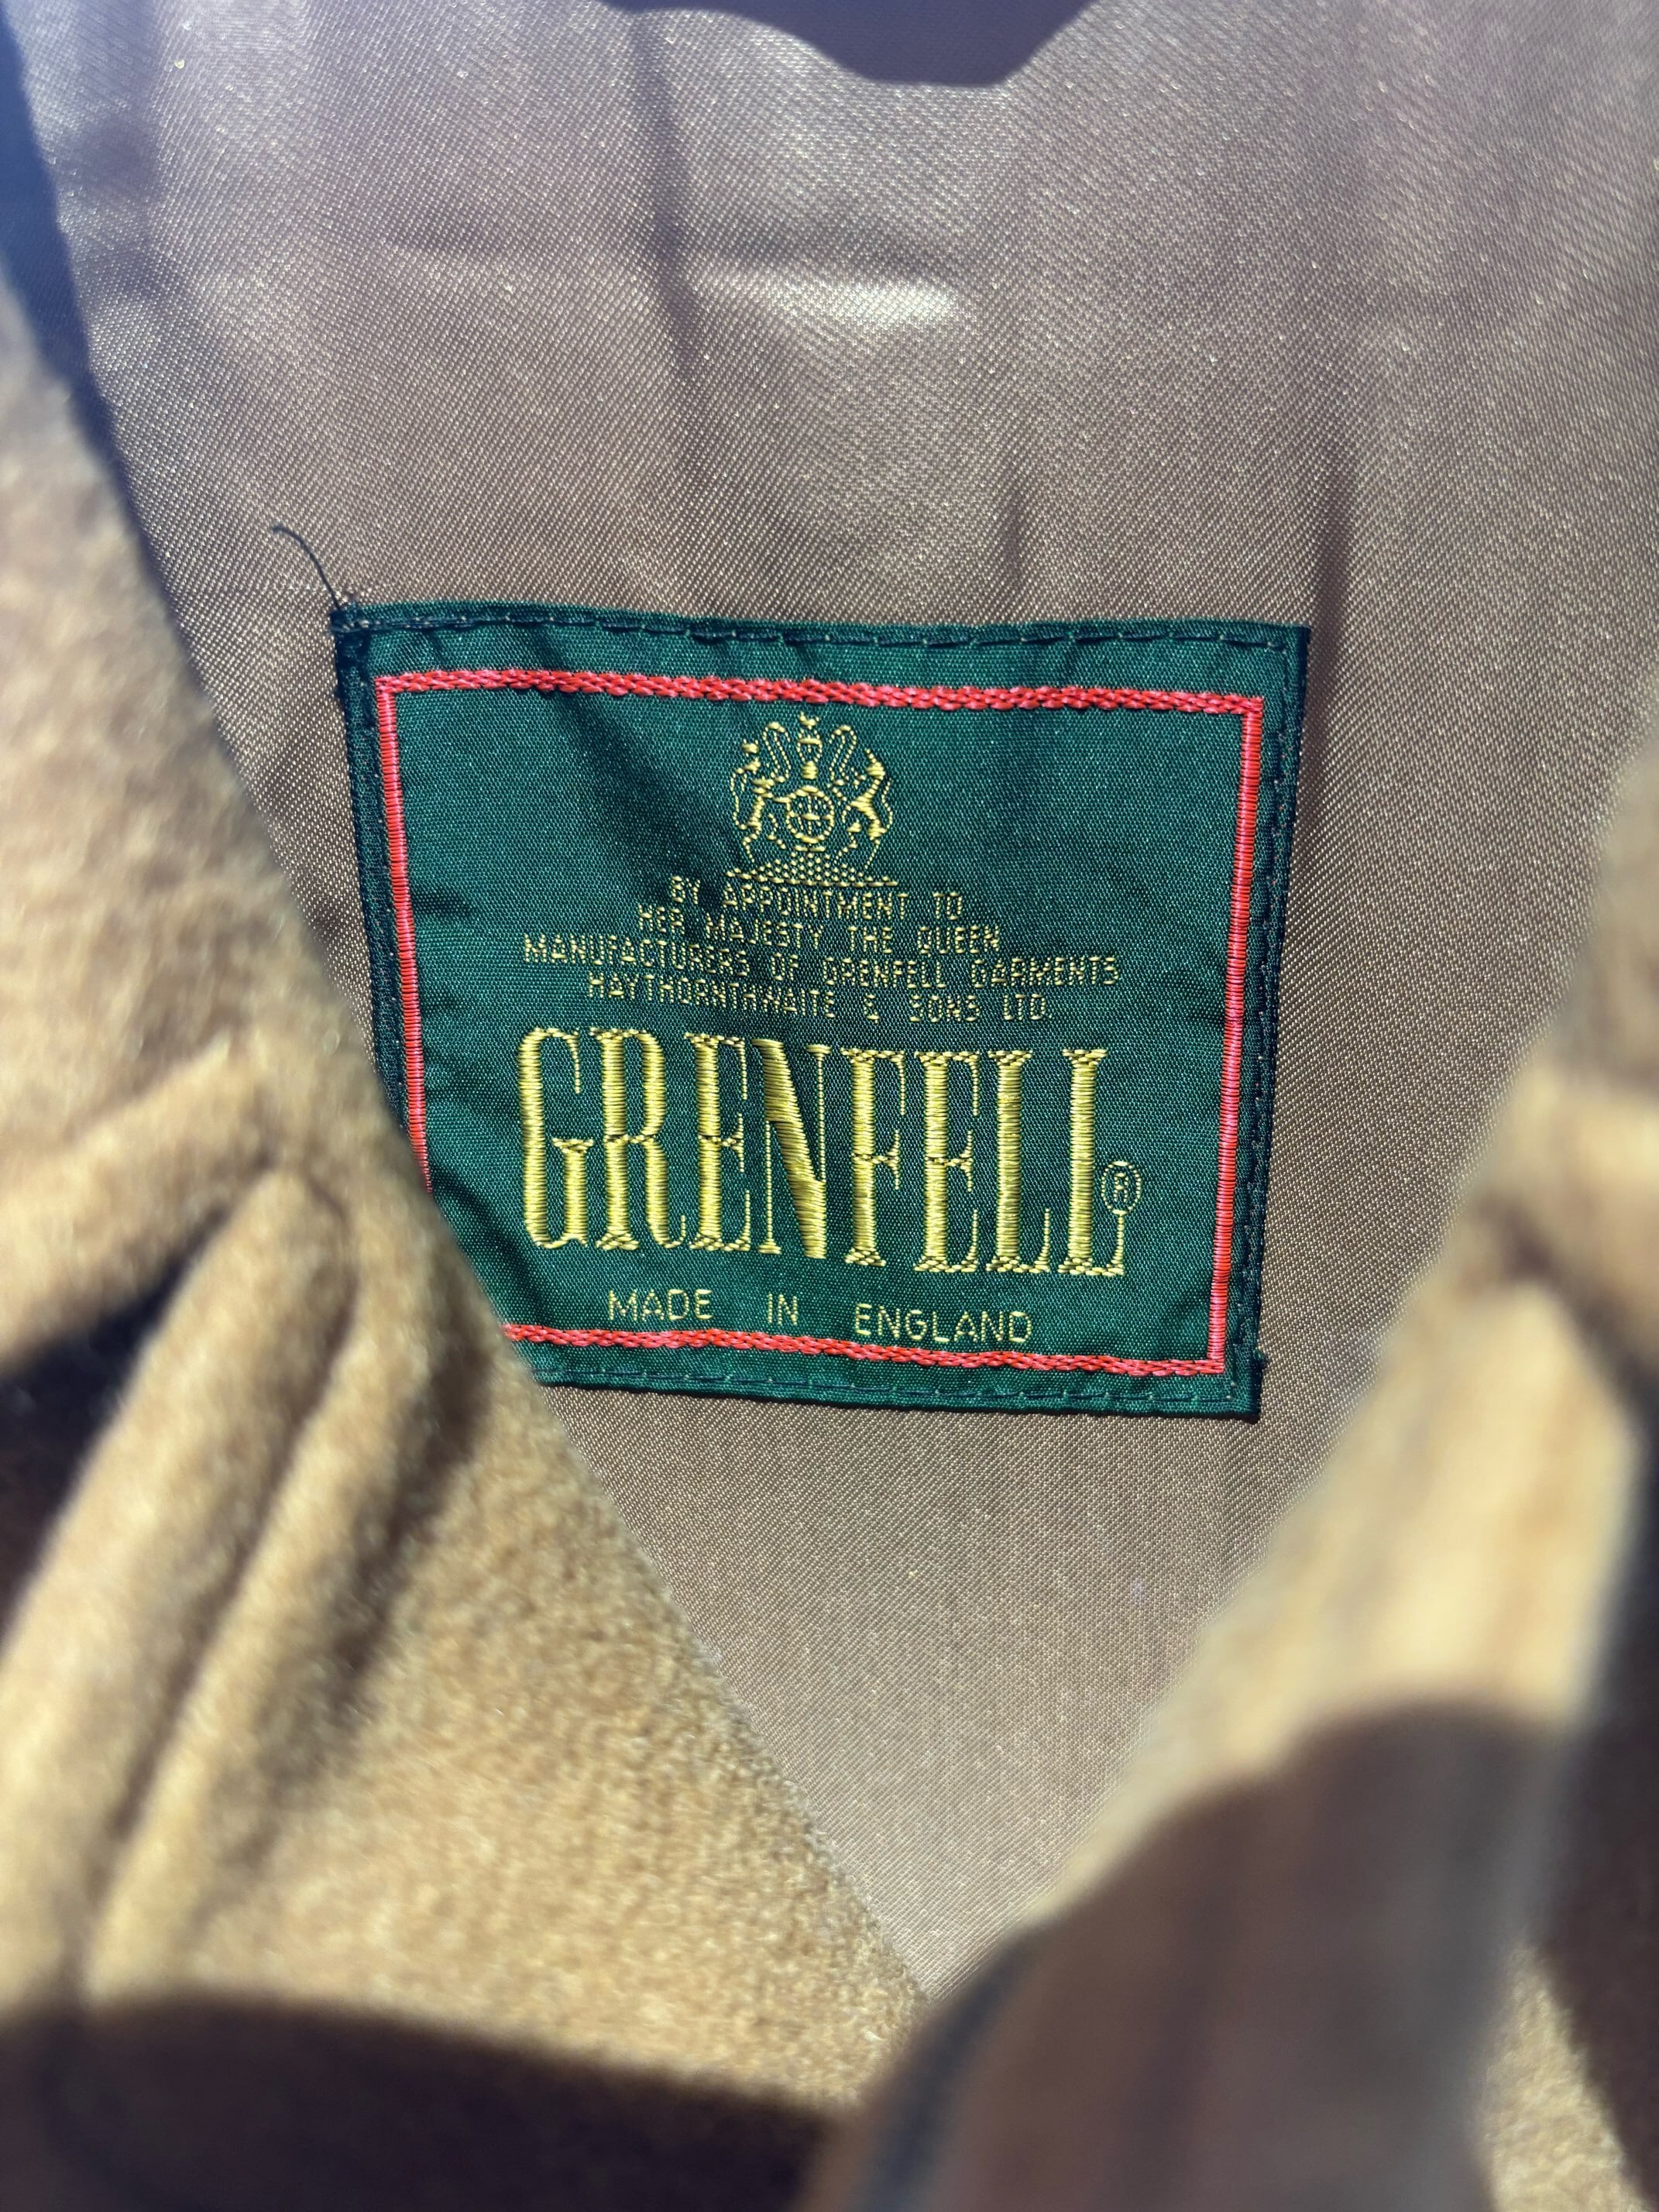 BY APPOINTMENT TO
HER MAJESTY THE QUEEN
MANUFACTURERS OF GRENFELL GARMENTS
HAYTHORNTHWAITE & SONS LTD.
GRENFELL®
MADE IN ENGLAND